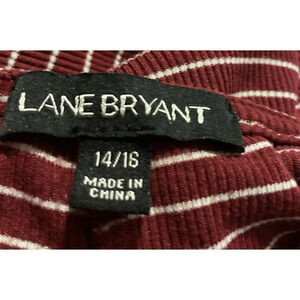 LANE BRYANT
14/16
MADE IN
CHINA